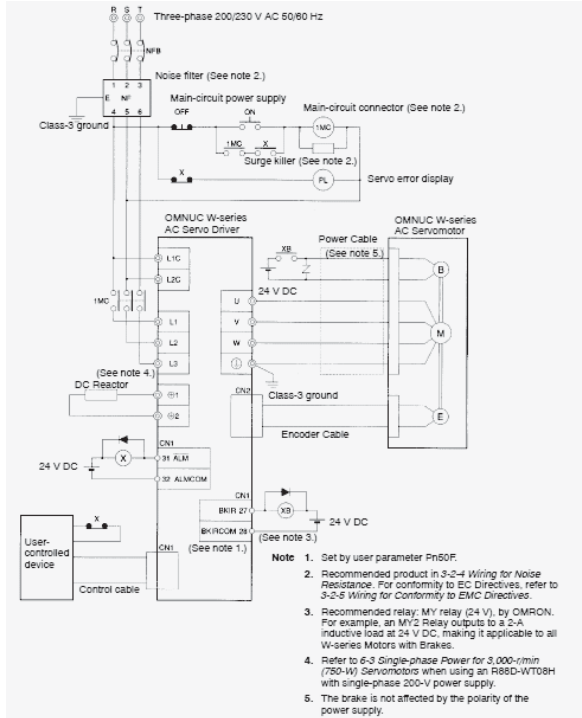 R S T
Three-phase 200/230 V AC 50/60 Hz
NFB
Noise filter (See note 2.)
1 2 3
E NF
4 5 6
Main-circuit power supply
Main-circuit connector (See note 2.)
OFF
ON
1MC
Class-3 ground
1MC
X
Surge killer (See note 2.)
X
PL
Servo error display
OMNUC W-series
AC Servo Driver
OMNUC W-series
AC Servomotor
Power Cable
(See note 5.)
XB
L1C
B
24 V DC
L2C
U
1MC
L1
V
M
L2
W
L3
(See note 4.)
DC Reactor
CN2
Class-3 ground
⊕1
⊕2
E
Encoder Cable
CN1
24 V DC
X
31 ALM
32 ALMCOM
CN1
BKIR 27
XB
24 V DC
X
BKIRCOM 28
(See note 3.)
User-
controlled
device
CN1
(See note 1.)
Control cable
Note 1. Set by user parameter Pn50F.
2. Recommended product in 3-2-4 Wiring for Noise
Resistance. For conformity to EC Directives, refer to
3-2-5 Wiring for Conformity to EMC Directives.
3. Recommended relay: MY relay (24 V), by OMRON.
For example, an MY2 Relay outputs to a 2-A
inductive load at 24 V DC, making it applicable to all
W-series Motors with Brakes.
4. Refer to 6-3 Single-phase Power for 3,000-r/min
(750-W) Servomotors when using an R88D-WT08H
with single-phase 200-V power supply.
5. The brake is not affected by the polarity of the
power supply.